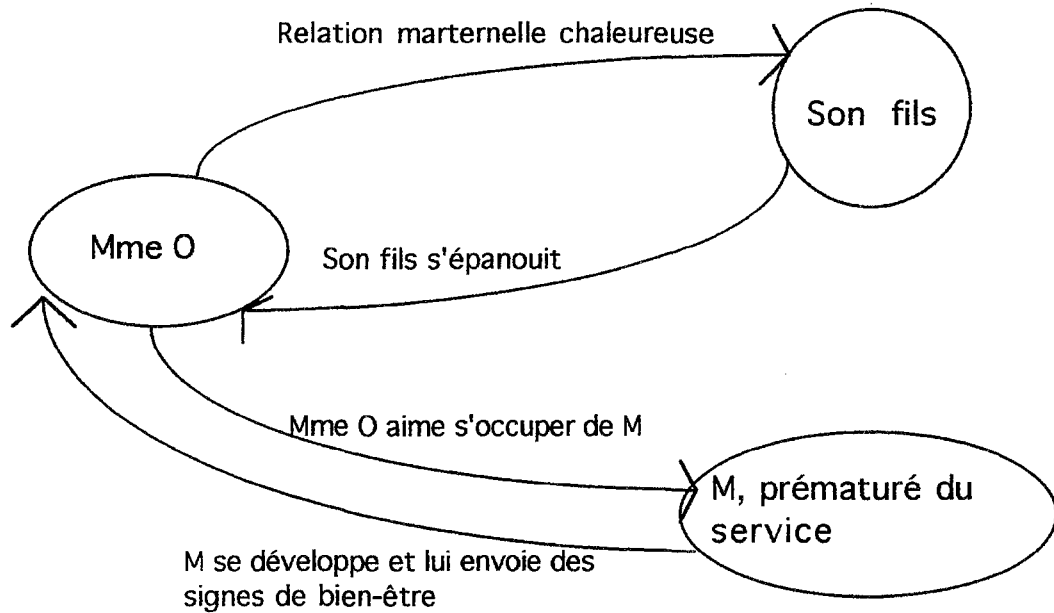 Relation marternelle chaleureuse
Son fils
Mme O
Son fils s'épanouit
Mme O aime s'occuper de M
M, prématuré du
service
M se développe et lui envoie des
signes de bien-être